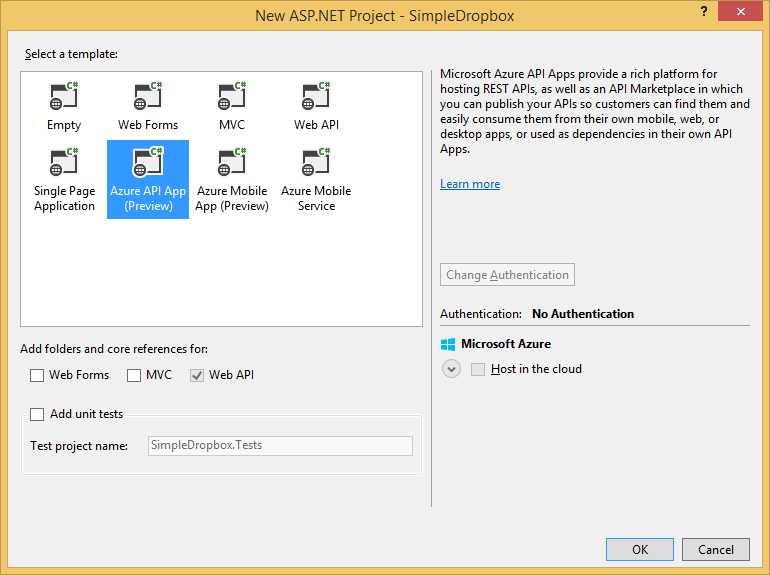 New ASP.NET Project - SimpleDropbox
?
Select a template:
C# C# C# C#
Empty Web Forms MVC Web API
C# C# C# C#
Single Page Azure API App Azure Mobile Azure Mobile
Application (Preview) App (Preview) Service
Microsoft Azure API Apps provide a rich platform for
hosting REST APIs, as well as an API Marketplace in which
you can publish your APIs so customers can find them and
easily consume them from their own mobile, web, or
desktop apps, or used as dependencies in their own API
Apps.
Learn more
Change Authentication
Authentication: No Authentication
Microsoft Azure
Host in the cloud
Add folders and core references for:
Web Forms MVC Web API
Add unit tests
Test project name: SimpleDropbox.Tests
OK Cancel